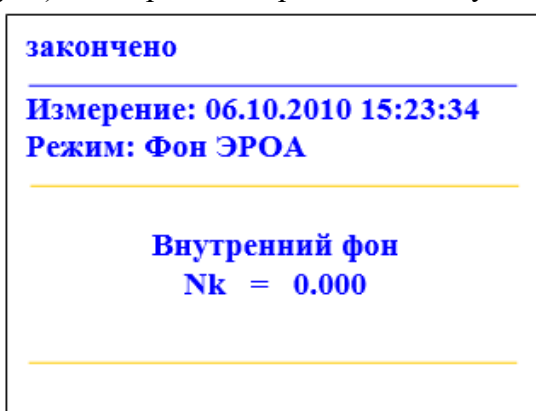 закончено
Измерение: 06.10.2010 15:23:34
Режим: Фон ЭРОА
Внутренний фон
Nk = 0.000